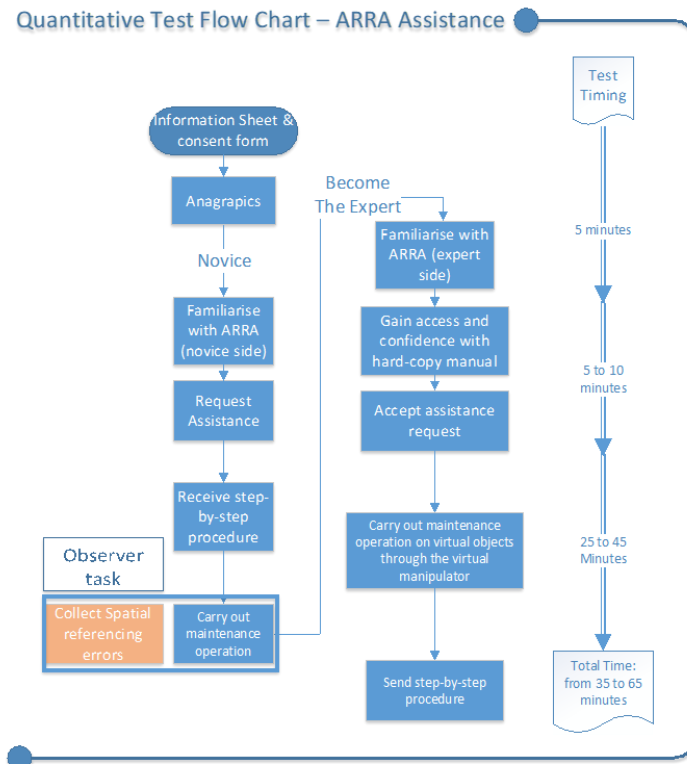 Quantitative Test Flow Chart – ARRA Assistance
Information Sheet &
consent form
Anagrapics
Novice
Familiarise
with ARRA
(novice side)
Request
Assistance
Receive step-
by-step
procedure
Observer
task
Collect Spatial
referencing
errors
Carry out
maintenance
operation
Become
The Expert
Familiarise with
ARRA (expert
side)
Gain access and
confidence with
hard-copy manual
Accept assistance
request
Carry out maintenance
operation on virtual objects
through the virtual
manipulator
Send step-by-step
procedure
Test
Timing
5 minutes
5 to 10
minutes
25 to 45
Minutes
Total Time:
from 35 to 65
minutes